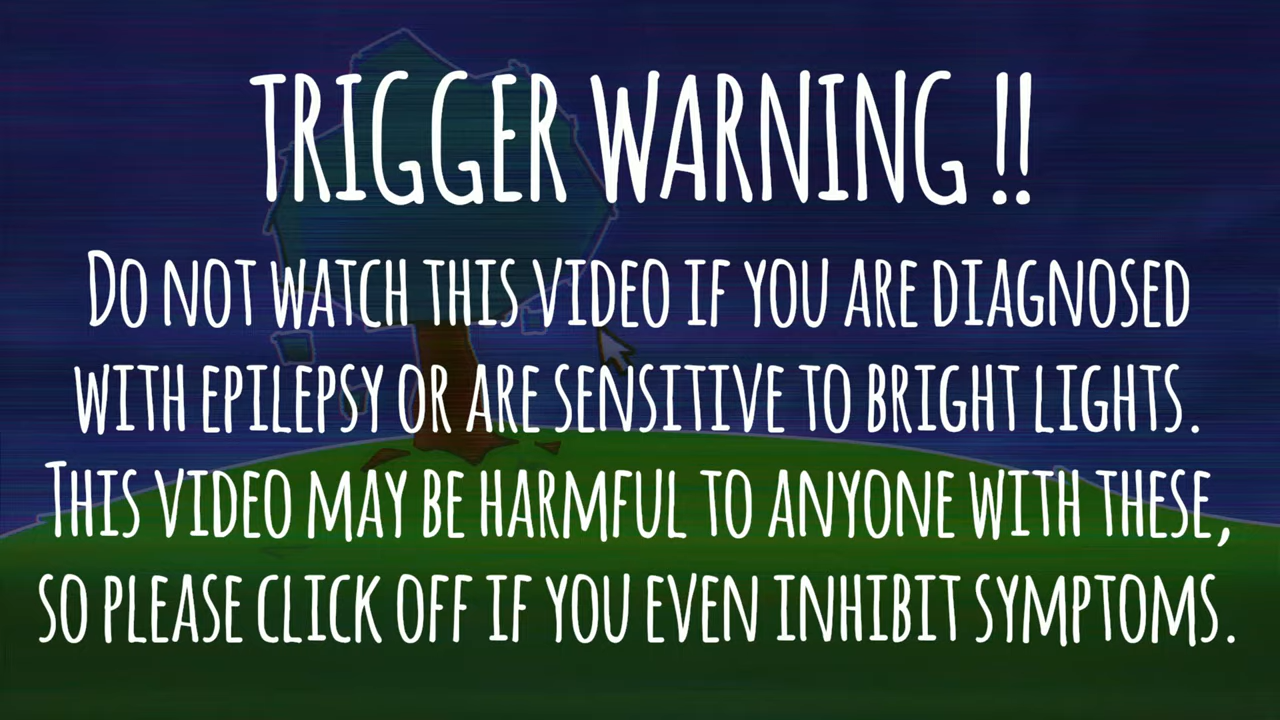 TRIGGER WARNING !!
DO NOT WATCH THIS VIDEO IF YOU ARE DIAGNOSED
WITH EPILEPSY OR ARE SENSITIVE TO BRIGHT LIGHTS.
THIS VIDEO MAY BE HARMFUL TO ANYONE WITH THESE,
SO PLEASE CLICK OFF IF YOU EVEN INHIBIT SYMPTOMS.